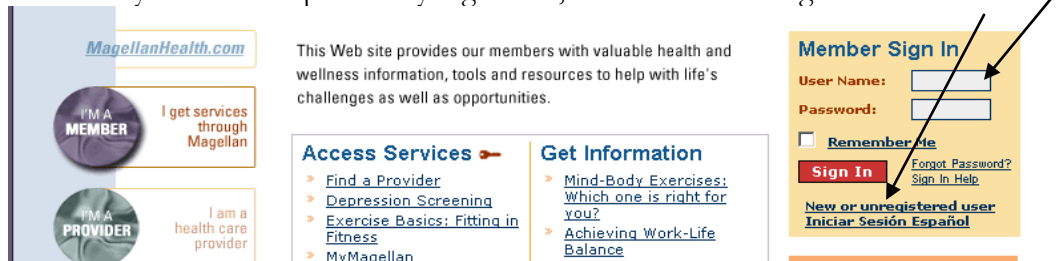 MagellanHealth.com
I'M A
MEMBER
I get services
through
Magellan
I'M A
PROVIDER
I am a
health care
provider
This Web site provides our members with valuable health and
wellness information, tools and resources to help with life's
challenges as well as opportunities.
Access Services
» Find a Provider
» Depression Screening
» Exercise Basics: Fitting in
Fitness
» MyMagellan
Get Information
» Mind-Body Exercises:
Which one is right for
you?
» Achieving Work-Life
Balance
Member Sign In
User Name:
Password:
Remember Me
Sign In
Forgot Password?
Sign In Help
New or unregistered user
Iniciar Sesión Español